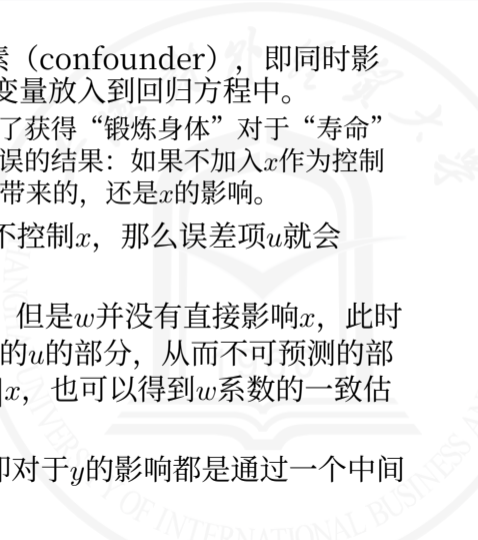 素（confounder），即同时影
变量放入到回归方程中。
了获得“锻炼身体”对于“寿命”
误的结果：如果不加入x作为控制
带来的，还是x的影响。
不控制x，那么误差项u就会
但是w并没有直接影响x，此时
的u的部分，从而不可预测的部
x，也可以得到w系数的一致估
即对于y的影响都是通过一个中间
UNIVERSITY OF INTERNATIONAL BUSINESS AN